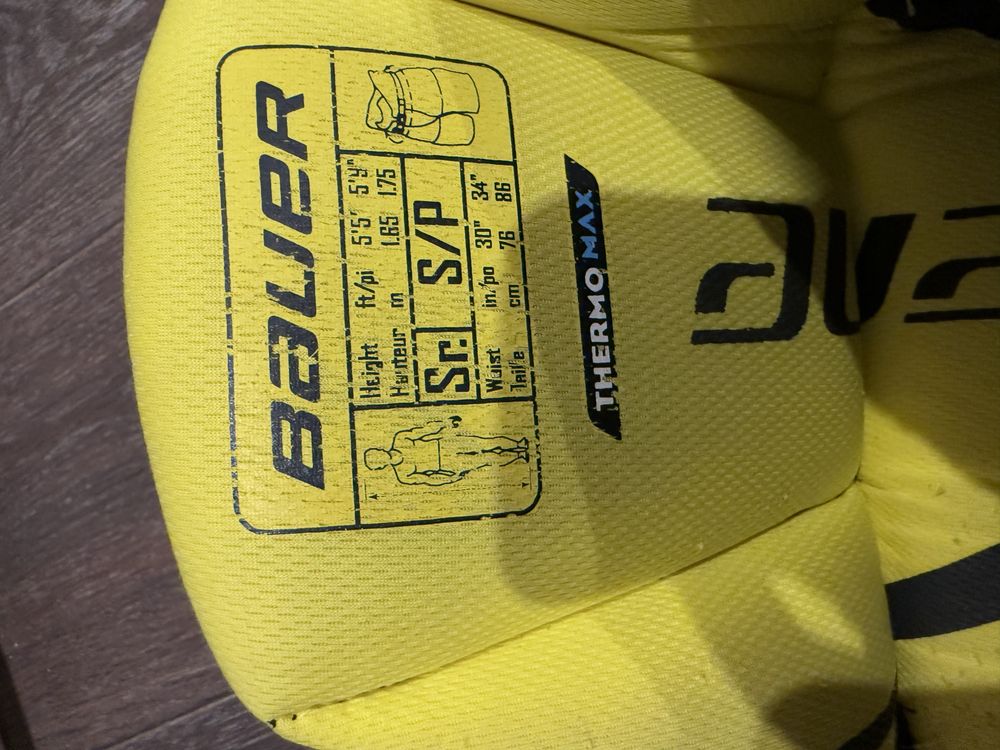 BAUER
Height ft/pi 5'5" 5'9"
Hauteur m 1.65 1.75
Sr. S/P
Waist in./po 30" 34"
Taille cm 76 86
THERMO MAX